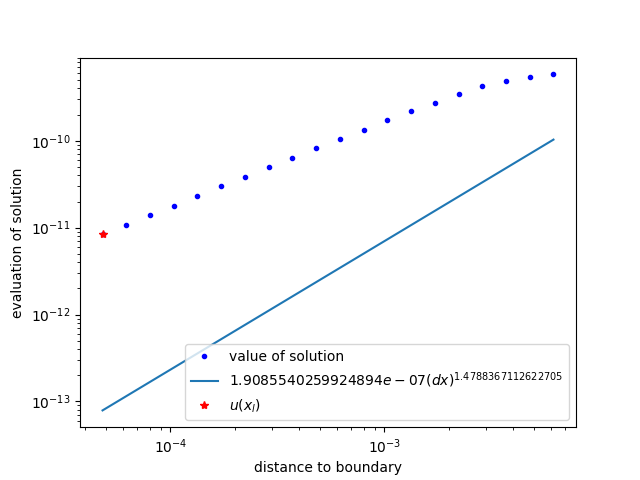 evaluation of solution
10⁻¹⁰
10⁻¹¹
10⁻¹²
10⁻¹³
value of solution
1.9085540259924894e − 07(dx)^1.4788367112622705
u(x_l)
10⁻⁴
10⁻³
distance to boundary